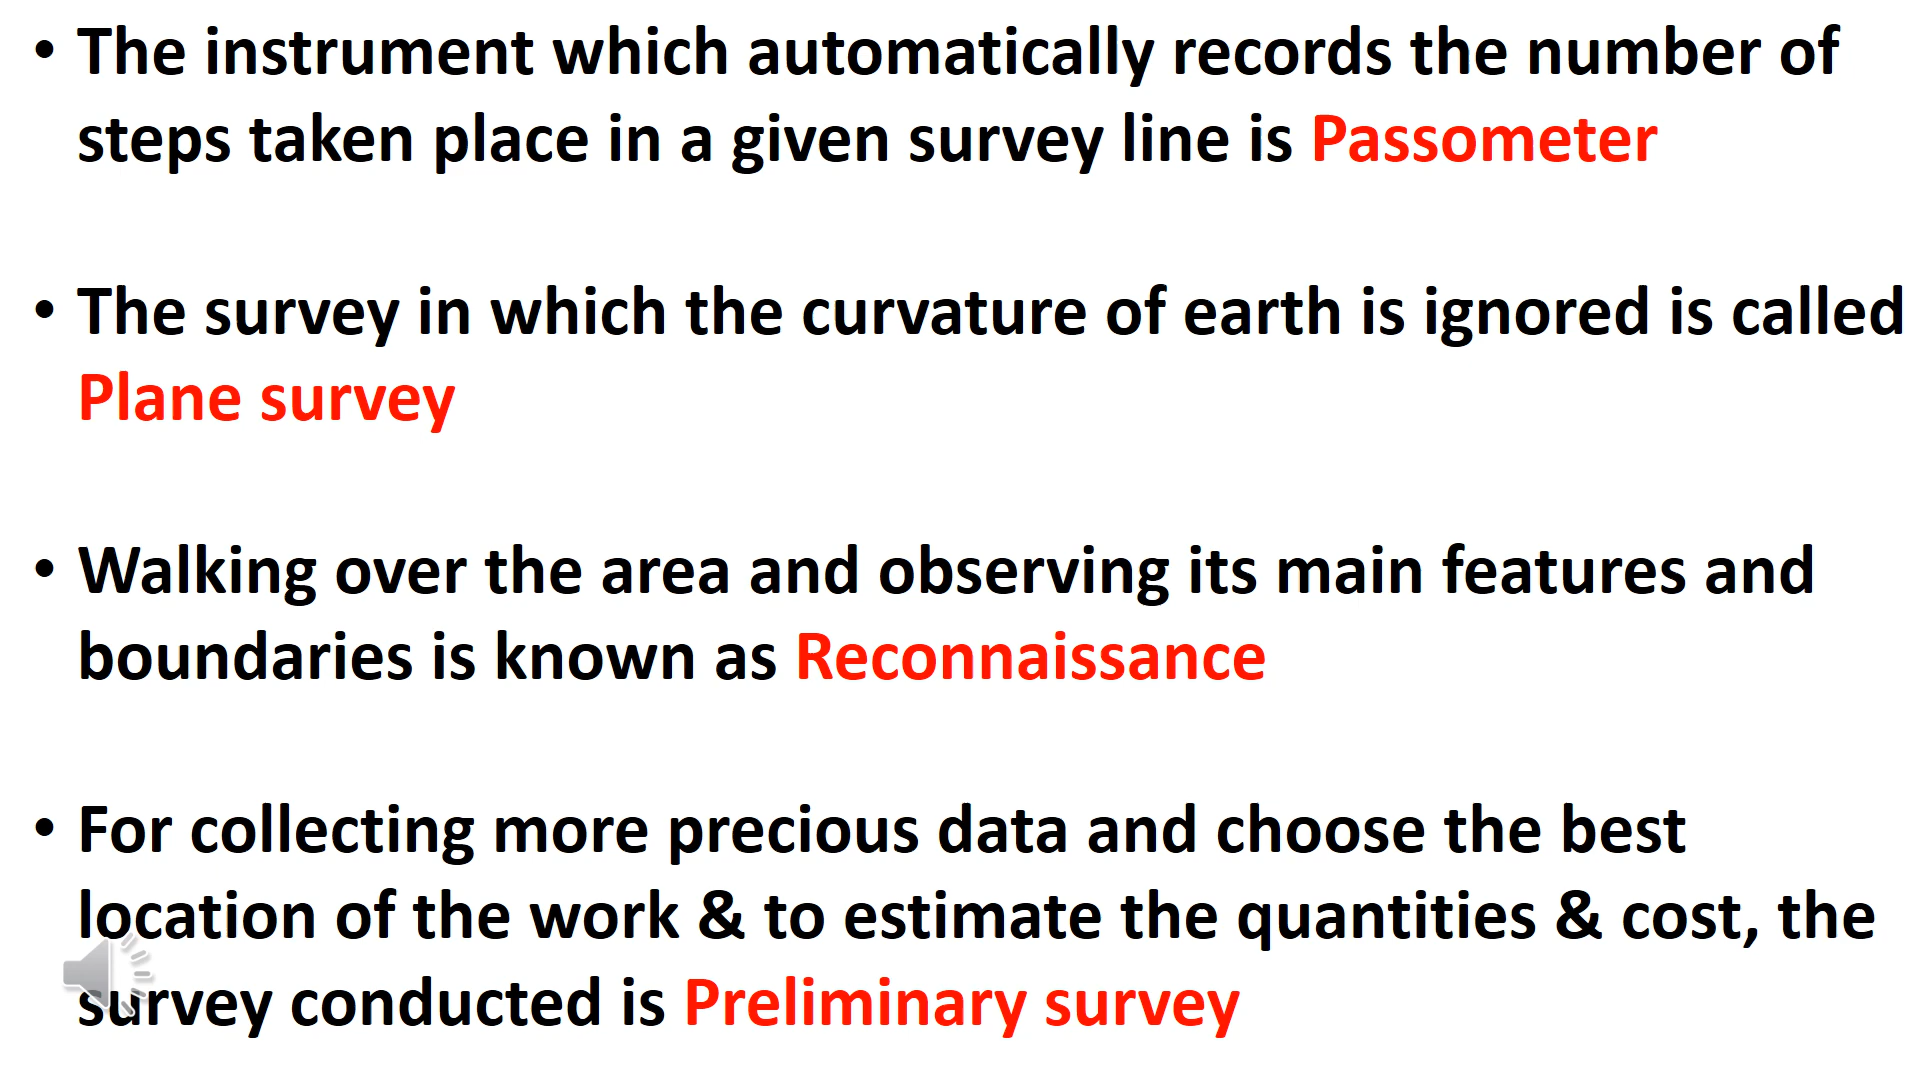 • The instrument which automatically records the number of
steps taken place in a given survey line is Passometer
• The survey in which the curvature of earth is ignored is called
Plane survey
• Walking over the area and observing its main features and
boundaries is known as Reconnaissance
• For collecting more precious data and choose the best
location of the work & to estimate the quantities & cost, the
survey conducted is Preliminary survey